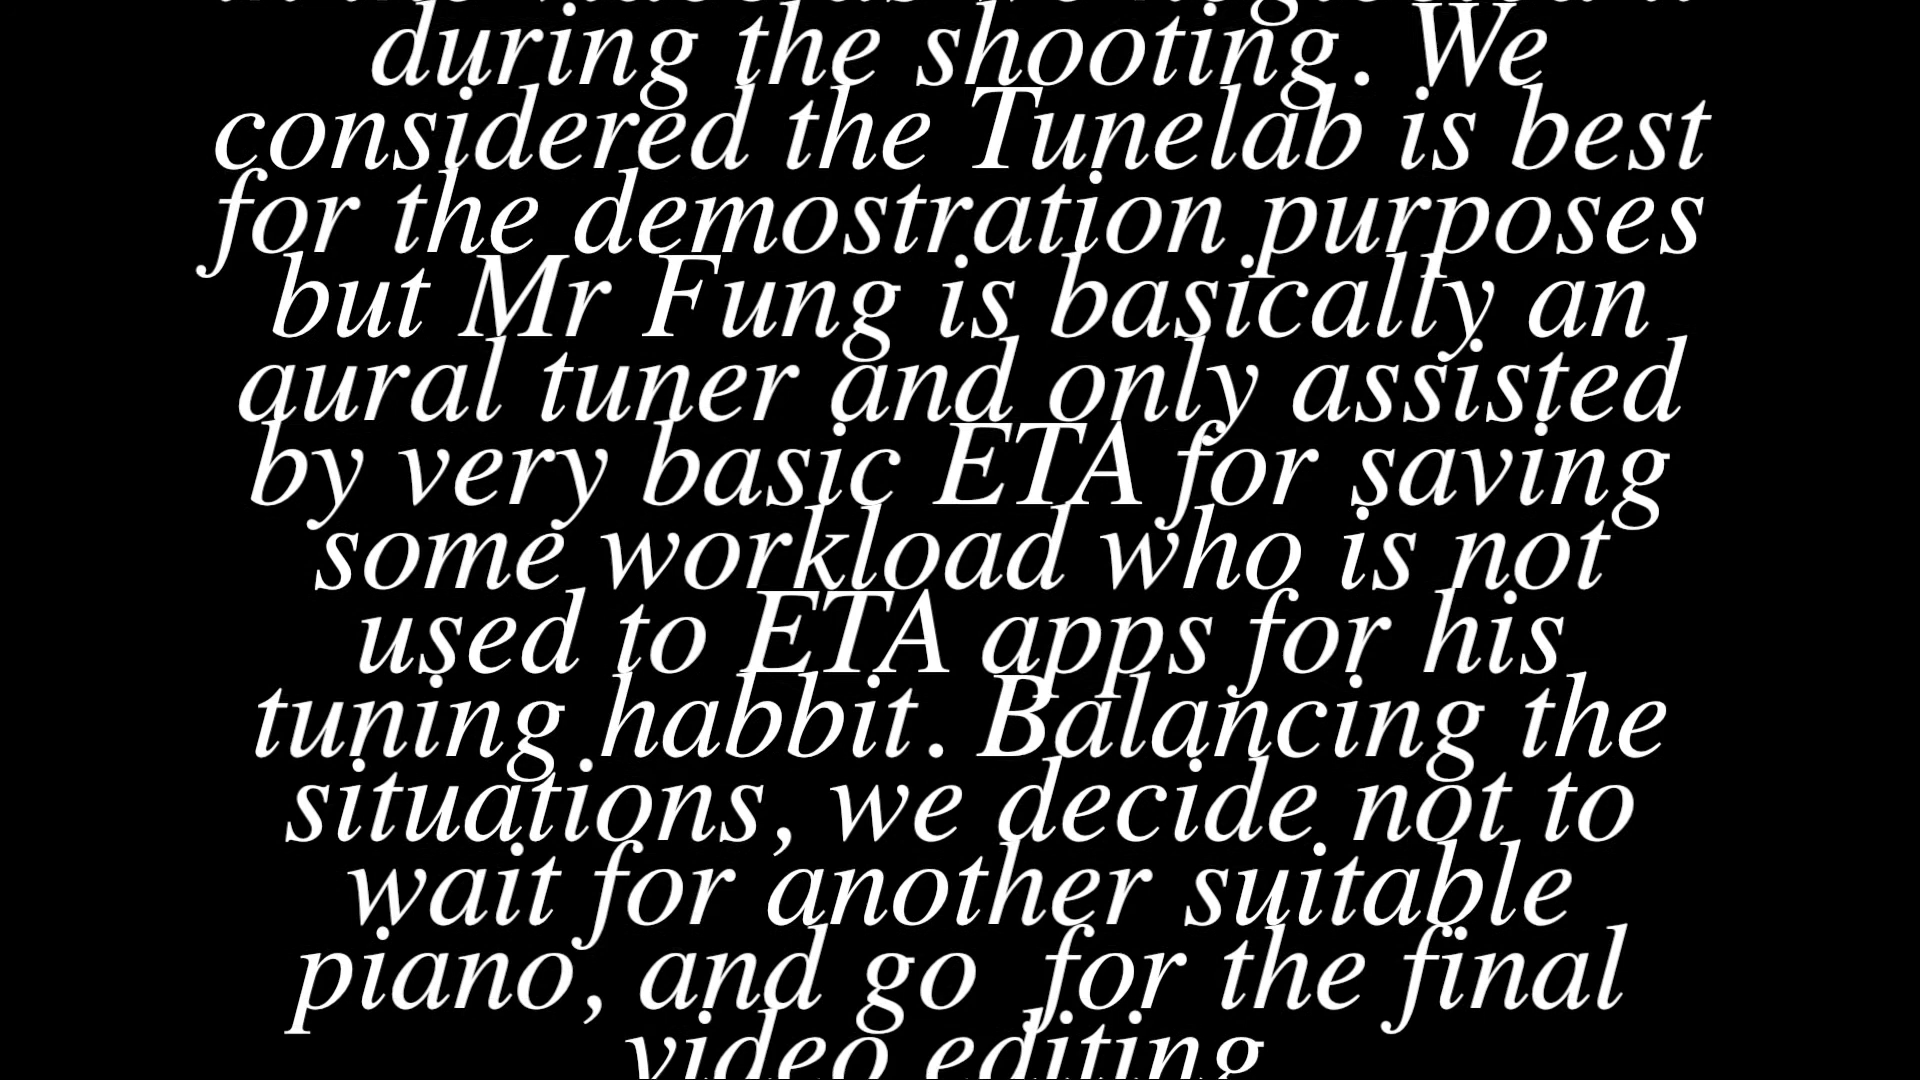 during the shooting. We
considered the Tunelab is best
for the demostration purposes
but Mr Fung is basically an
aural tuner and only assisted
by very basic ETA for saving
some workload who is not
used to ETA apps for his
tuning habbit. Balancing the
situations, we decide not to
wait for another suitable
piano, and go for the final
video editing